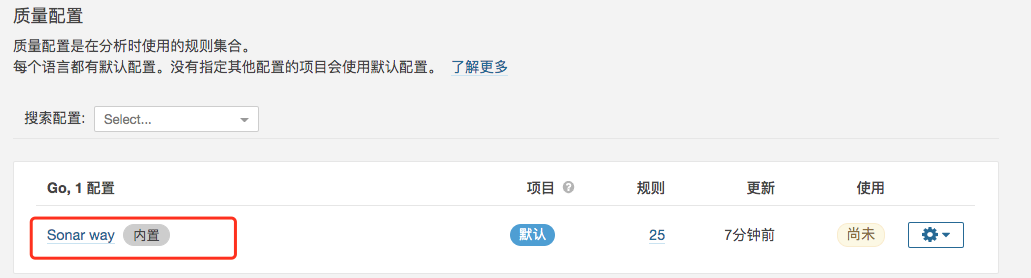 质量配置
质量配置是在分析时使用的规则集合。
每个语言都有默认配置。没有指定其他配置的项目会使用默认配置。 了解更多
搜索配置: Select...
Go, 1 配置 项目 ? 规则 更新 使用
Sonar way 内置 默认 25 7分钟前 尚未